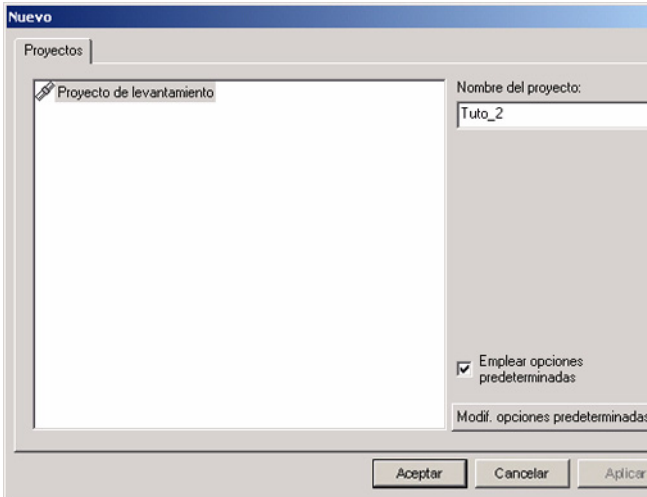 Nuevo
Proyectos
Proyecto de levantamiento
Nombre del proyecto:
Tuto_2
Emplear opciones
predeterminadas
Modif. opciones predeterminadas
Aceptar
Cancelar
Aplicar